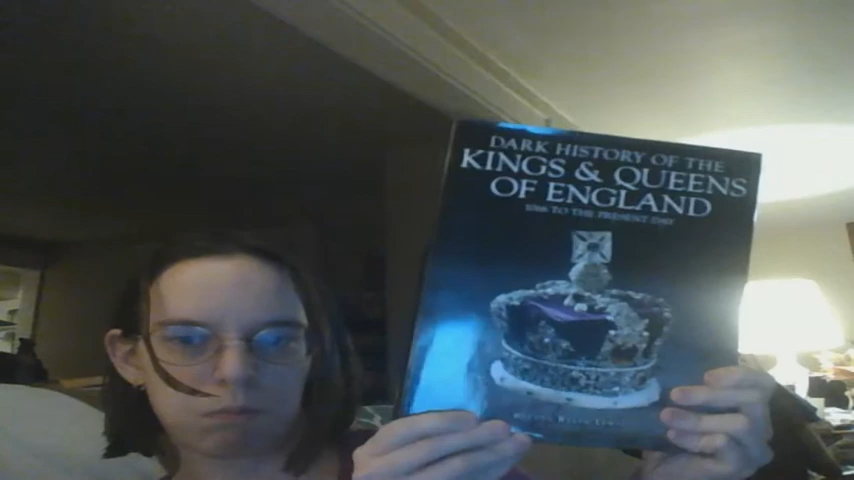 DARK HISTORY OF THE
KINGS & QUEENS
OF ENGLAND
1066 TO THE PRESENT DAY